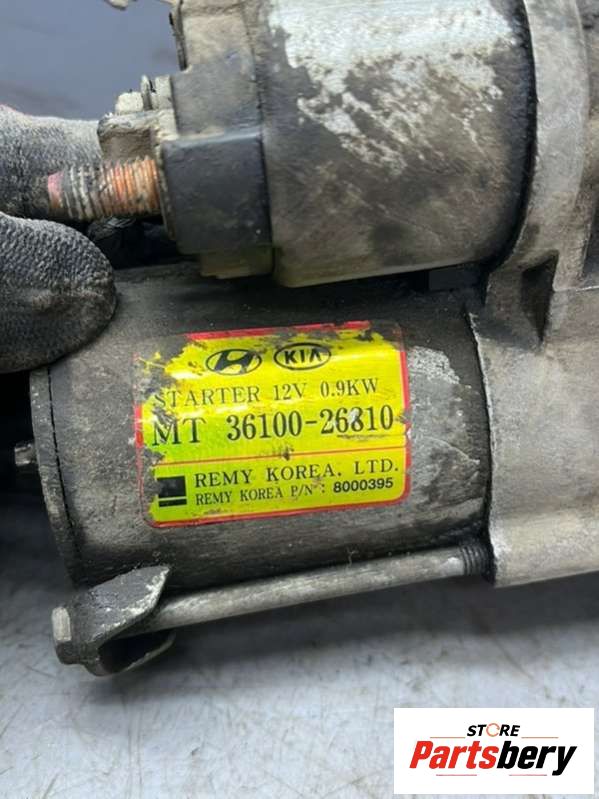 KIA
STARTER 12V 0.9KW
MT 36100-26810
REMY KOREA. LTD.
REMY KOREA P/N : 8000395
STORE
Partsbery